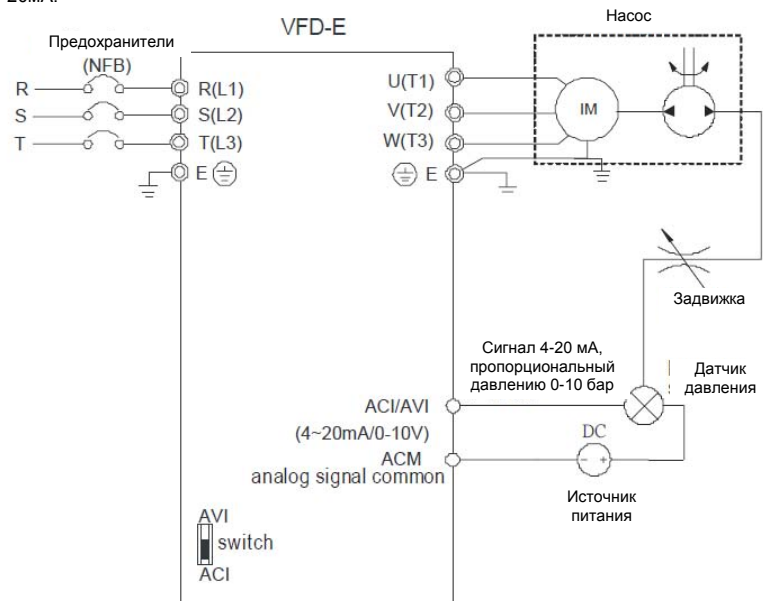 20мА.
VFD-E
Насос
Предохранители
(NFB)
R
R(L1)
U(T1)
S
S(L2)
V(T2)
IM
T
T(L3)
W(T3)
E
E
Задвижка
Сигнал 4-20 мА,
пропорциональный
давлению 0-10 бар
Датчик
давления
ACI/AVI
(4~20mA/0-10V)
DC
- +
ACM
analog signal common
Источник
питания
AVI
switch
ACI